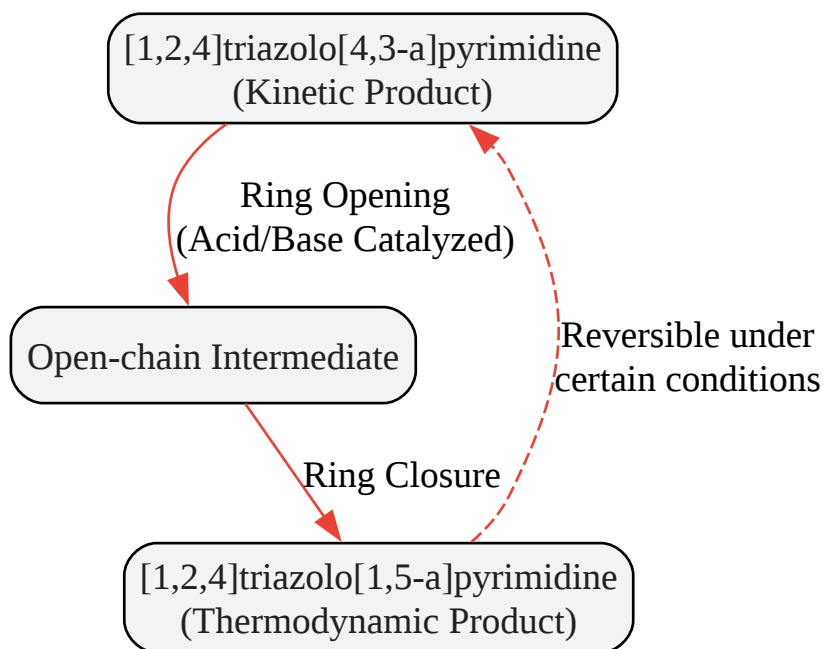 [1,2,4]triazolo[4,3-a]pyrimidine
(Kinetic Product)
Ring Opening
(Acid/Base Catalyzed)
Open-chain Intermediate
Reversible under
certain conditions
Ring Closure
[1,2,4]triazolo[1,5-a]pyrimidine
(Thermodynamic Product)